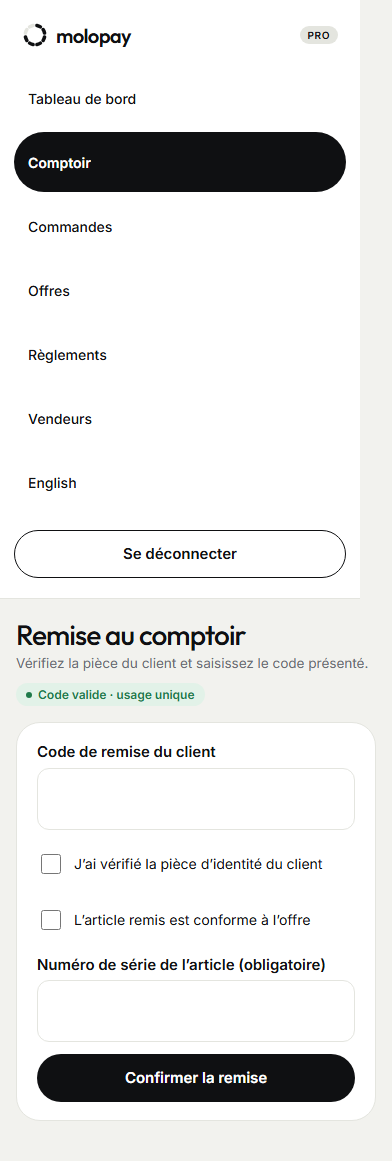 molopay
PRO
Tableau de bord
Comptoir
Commandes
Offres
Règlements
Vendeurs
English
Se déconnecter
Remise au comptoir
Vérifiez la pièce du client et saisissez le code présenté.
Code valide · usage unique
Code de remise du client
J’ai vérifié la pièce d’identité du client
L’article remis est conforme à l’offre
Numéro de série de l’article (obligatoire)
Confirmer la remise